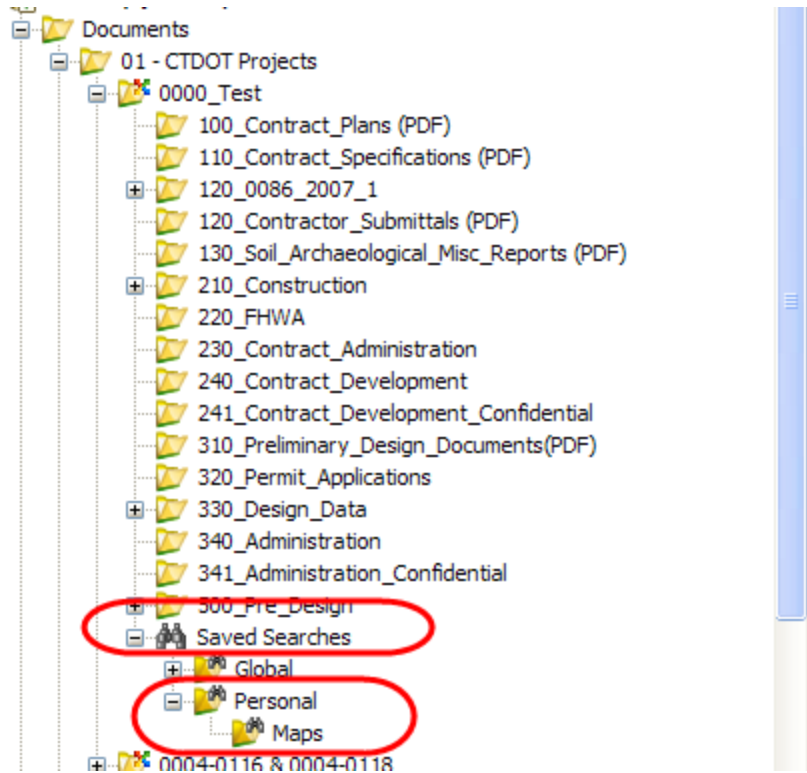 Documents
01 - CTDOT Projects
0000_Test
100_Contract_Plans (PDF)
110_Contract_Specifications (PDF)
120_0086_2007_1
120_Contractor_Submittals (PDF)
130_Soil_Archaeological_Misc_Reports (PDF)
210_Construction
220_FHWA
230_Contract_Administration
240_Contract_Development
241_Contract_Development_Confidential
310_Preliminary_Design_Documents(PDF)
320_Permit_Applications
330_Design_Data
340_Administration
341_Administration_Confidential
500_Pre_Design
Saved Searches
Global
Personal
Maps
0004-0116 & 0004-0118